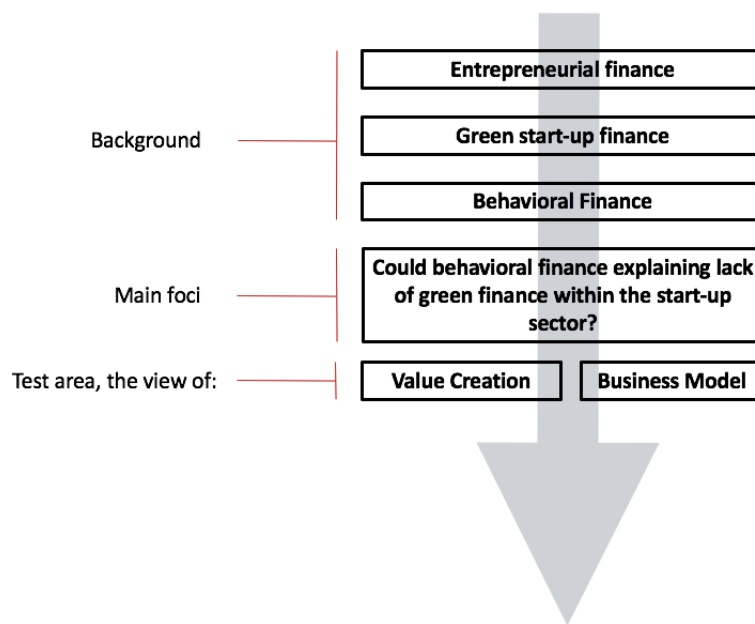 Entrepreneurial finance
Background
Green start-up finance
Behavioral Finance
Main foci
Could behavioral finance explaining lack
of green finance within the start-up
sector?
Test area, the view of:
Value Creation
Business Model